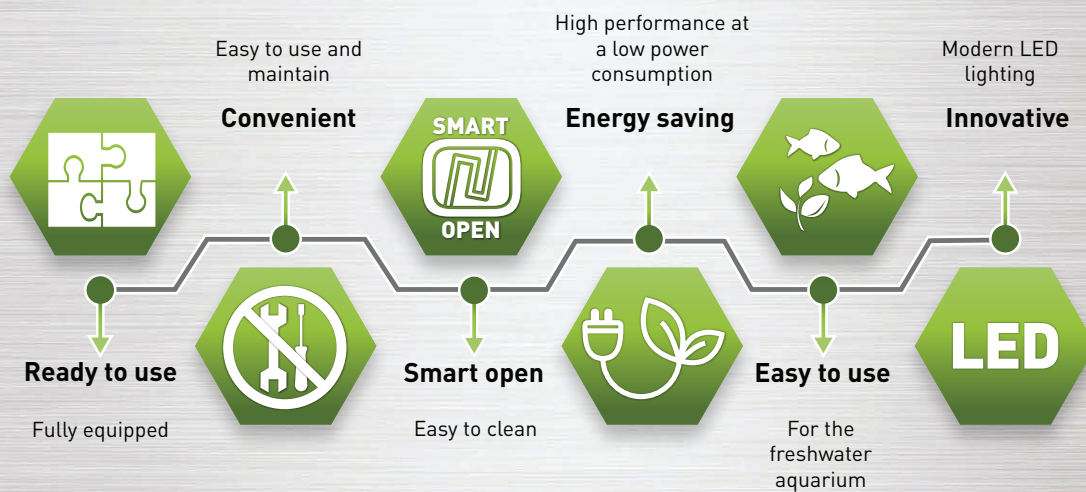 Ready to use
Fully equipped
Easy to use and
maintain
Convenient
SMART
OPEN
Smart open
Easy to clean
High performance at
a low power
consumption
Energy saving
Easy to use
For the
freshwater
aquarium
Modern LED
lighting
Innovative
LED